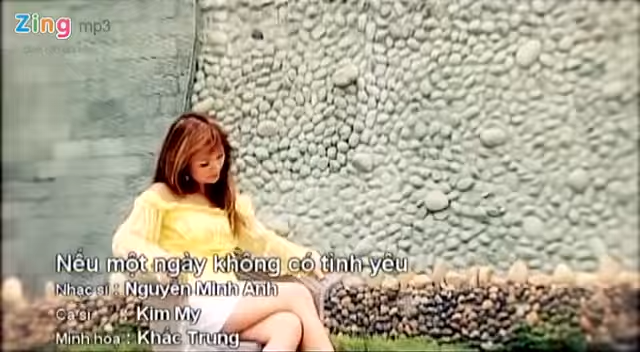 Zing mp3
Nếu một ngày không có tình yêu
Nhạc sĩ : Nguyễn Minh Anh
Ca sĩ : Kim My
Minh họa : Khắc Trung